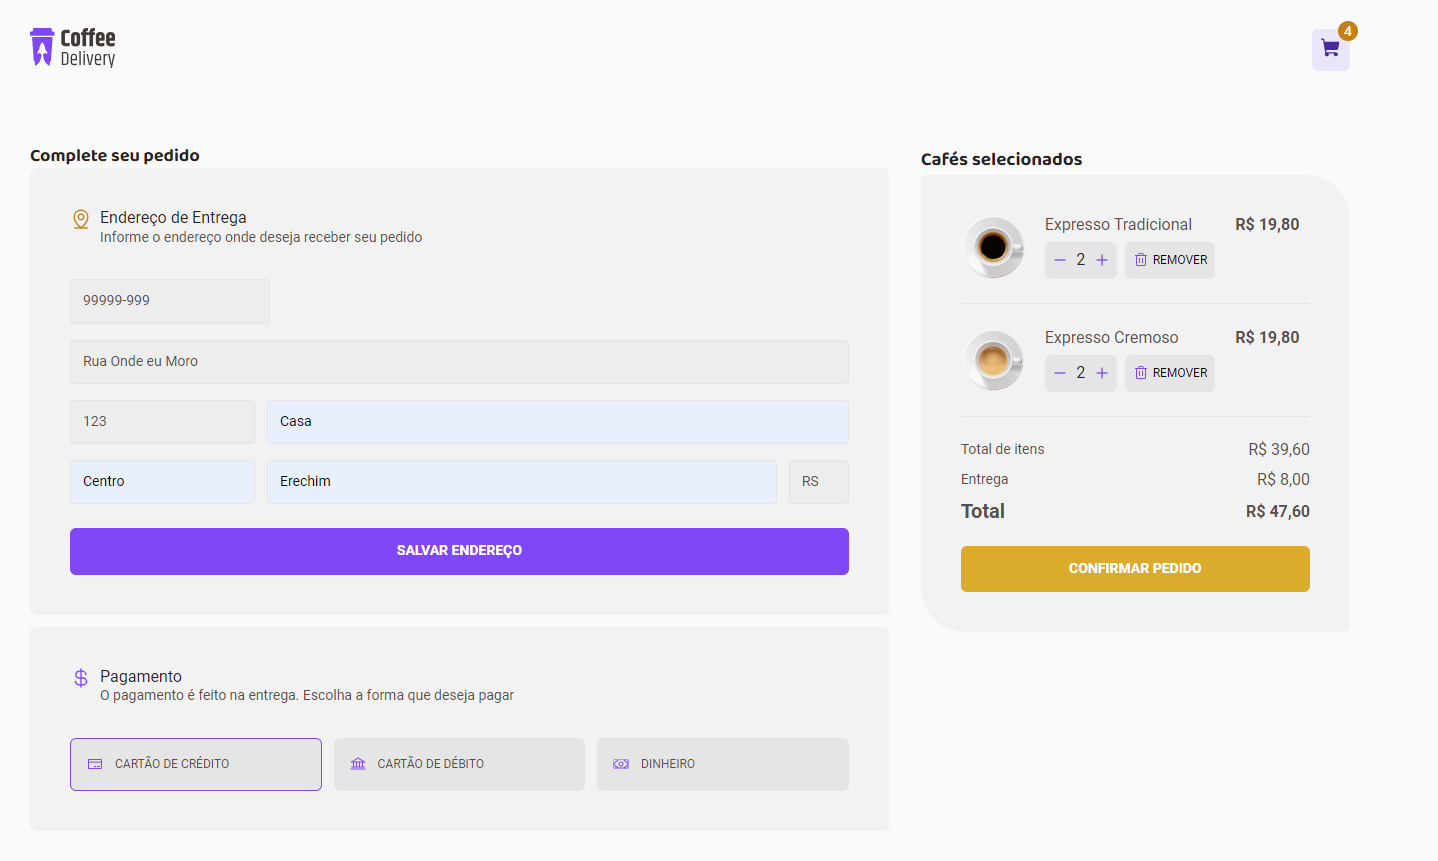 Coffee
Delivery
4
Complete seu pedido
Endereço de Entrega
Informe o endereço onde deseja receber seu pedido
99999-999
Rua Onde eu Moro
123
Casa
Centro
Erechim
RS
SALVAR ENDEREÇO
Pagamento
O pagamento é feito na entrega. Escolha a forma que deseja pagar
CARTÃO DE CRÉDITO
CARTÃO DE DÉBITO
DINHEIRO
Cafés selecionados
Expresso Tradicional R$ 19,80
2 REMOVER
Expresso Cremoso R$ 19,80
2 REMOVER
Total de itens R$ 39,60
Entrega R$ 8,00
Total R$ 47,60
CONFIRMAR PEDIDO